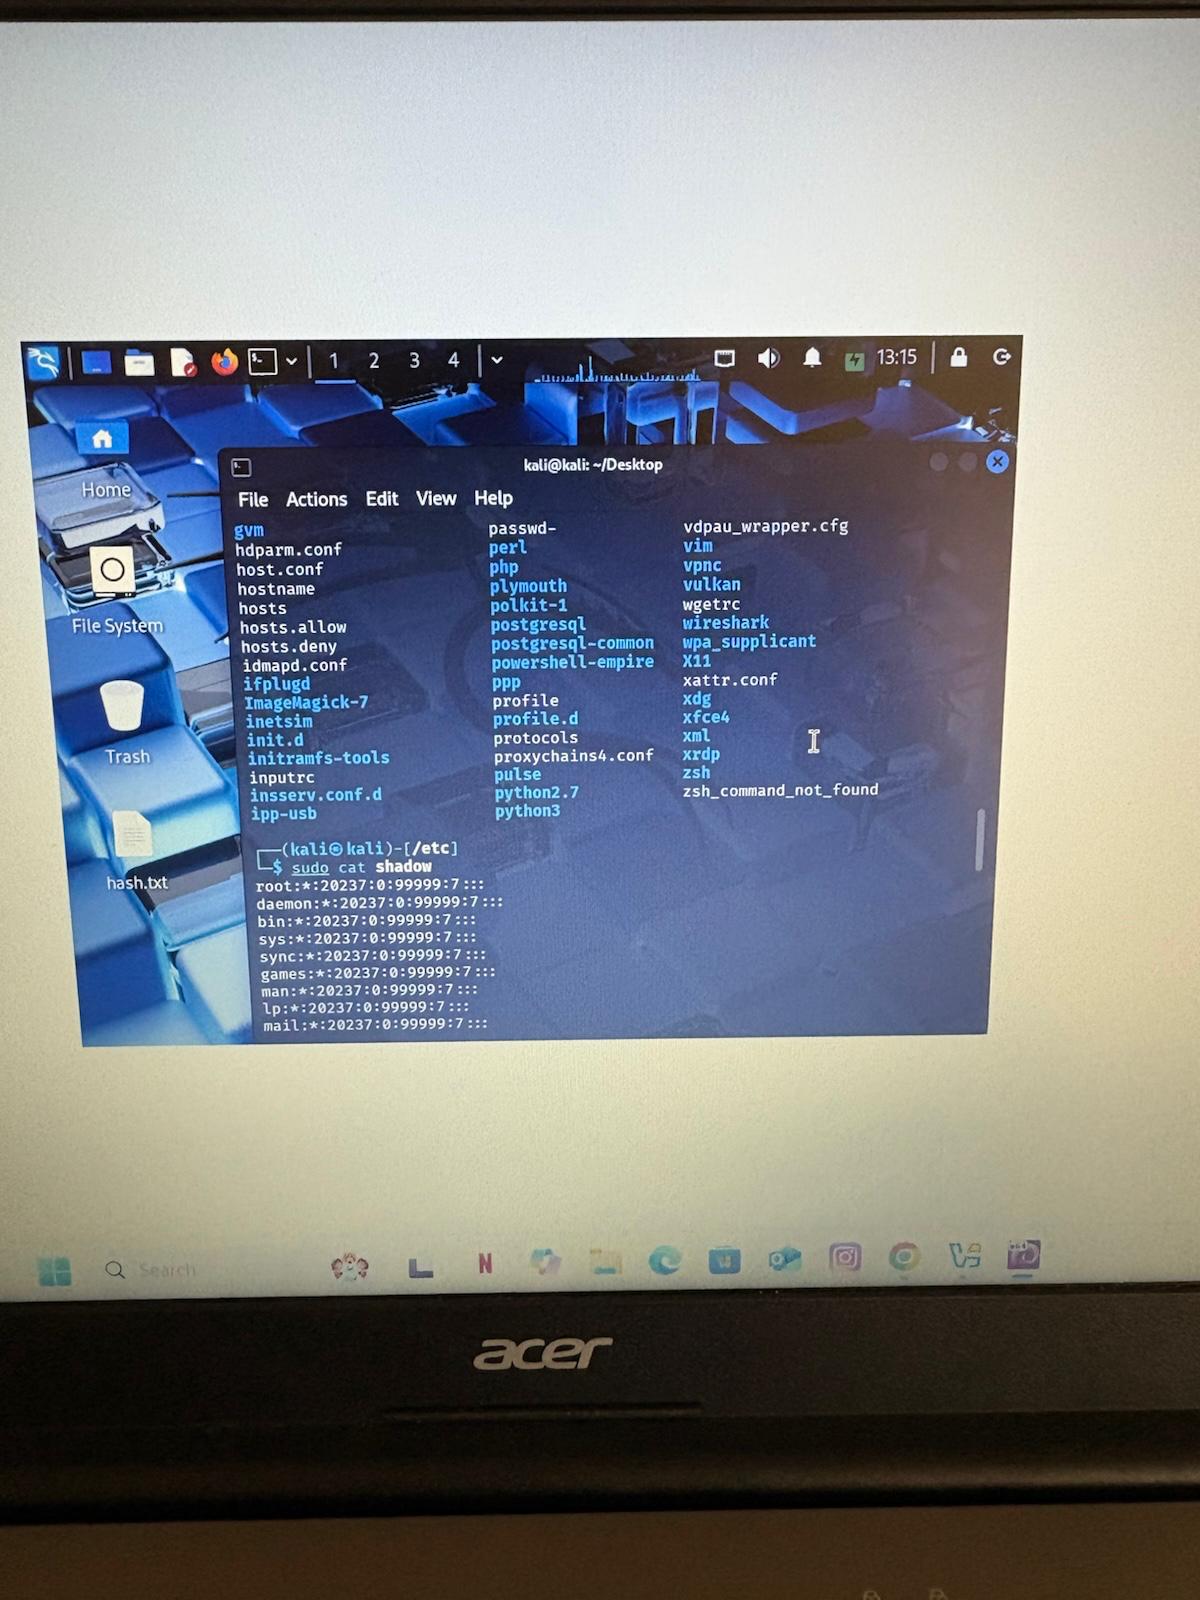 1 2 3 4 13:15
Home
File System
Trash
hash.txt
kali@kali: ~/Desktop
File Actions Edit View Help
gvm passwd- vdpau_wrapper.cfg
hdparm.conf perl vim
host.conf php vpnc
hostname plymouth vulkan
hosts polkit-1 wgetrc
hosts.allow postgresql wireshark
hosts.deny postgresql-common wpa_supplicant
idmapd.conf powershell-empire X11
ifplugd ppp xattr.conf
ImageMagick-7 profile xdg
inetsim profile.d xfce4
init.d protocols xml
initramfs-tools proxychains4.conf xrdp
inputrc pulse zsh
insserv.conf.d python2.7 zsh_command_not_found
ipp-usb python3
(kali㉿kali)-[/etc]
$ sudo cat shadow
root:*:20237:0:99999:7:::
daemon:*:20237:0:99999:7:::
bin:*:20237:0:99999:7:::
sys:*:20237:0:99999:7:::
sync:*:20237:0:99999:7:::
games:*:20237:0:99999:7:::
man:*:20237:0:99999:7:::
lp:*:20237:0:99999:7:::
mail:*:20237:0:99999:7:::
Search
acer